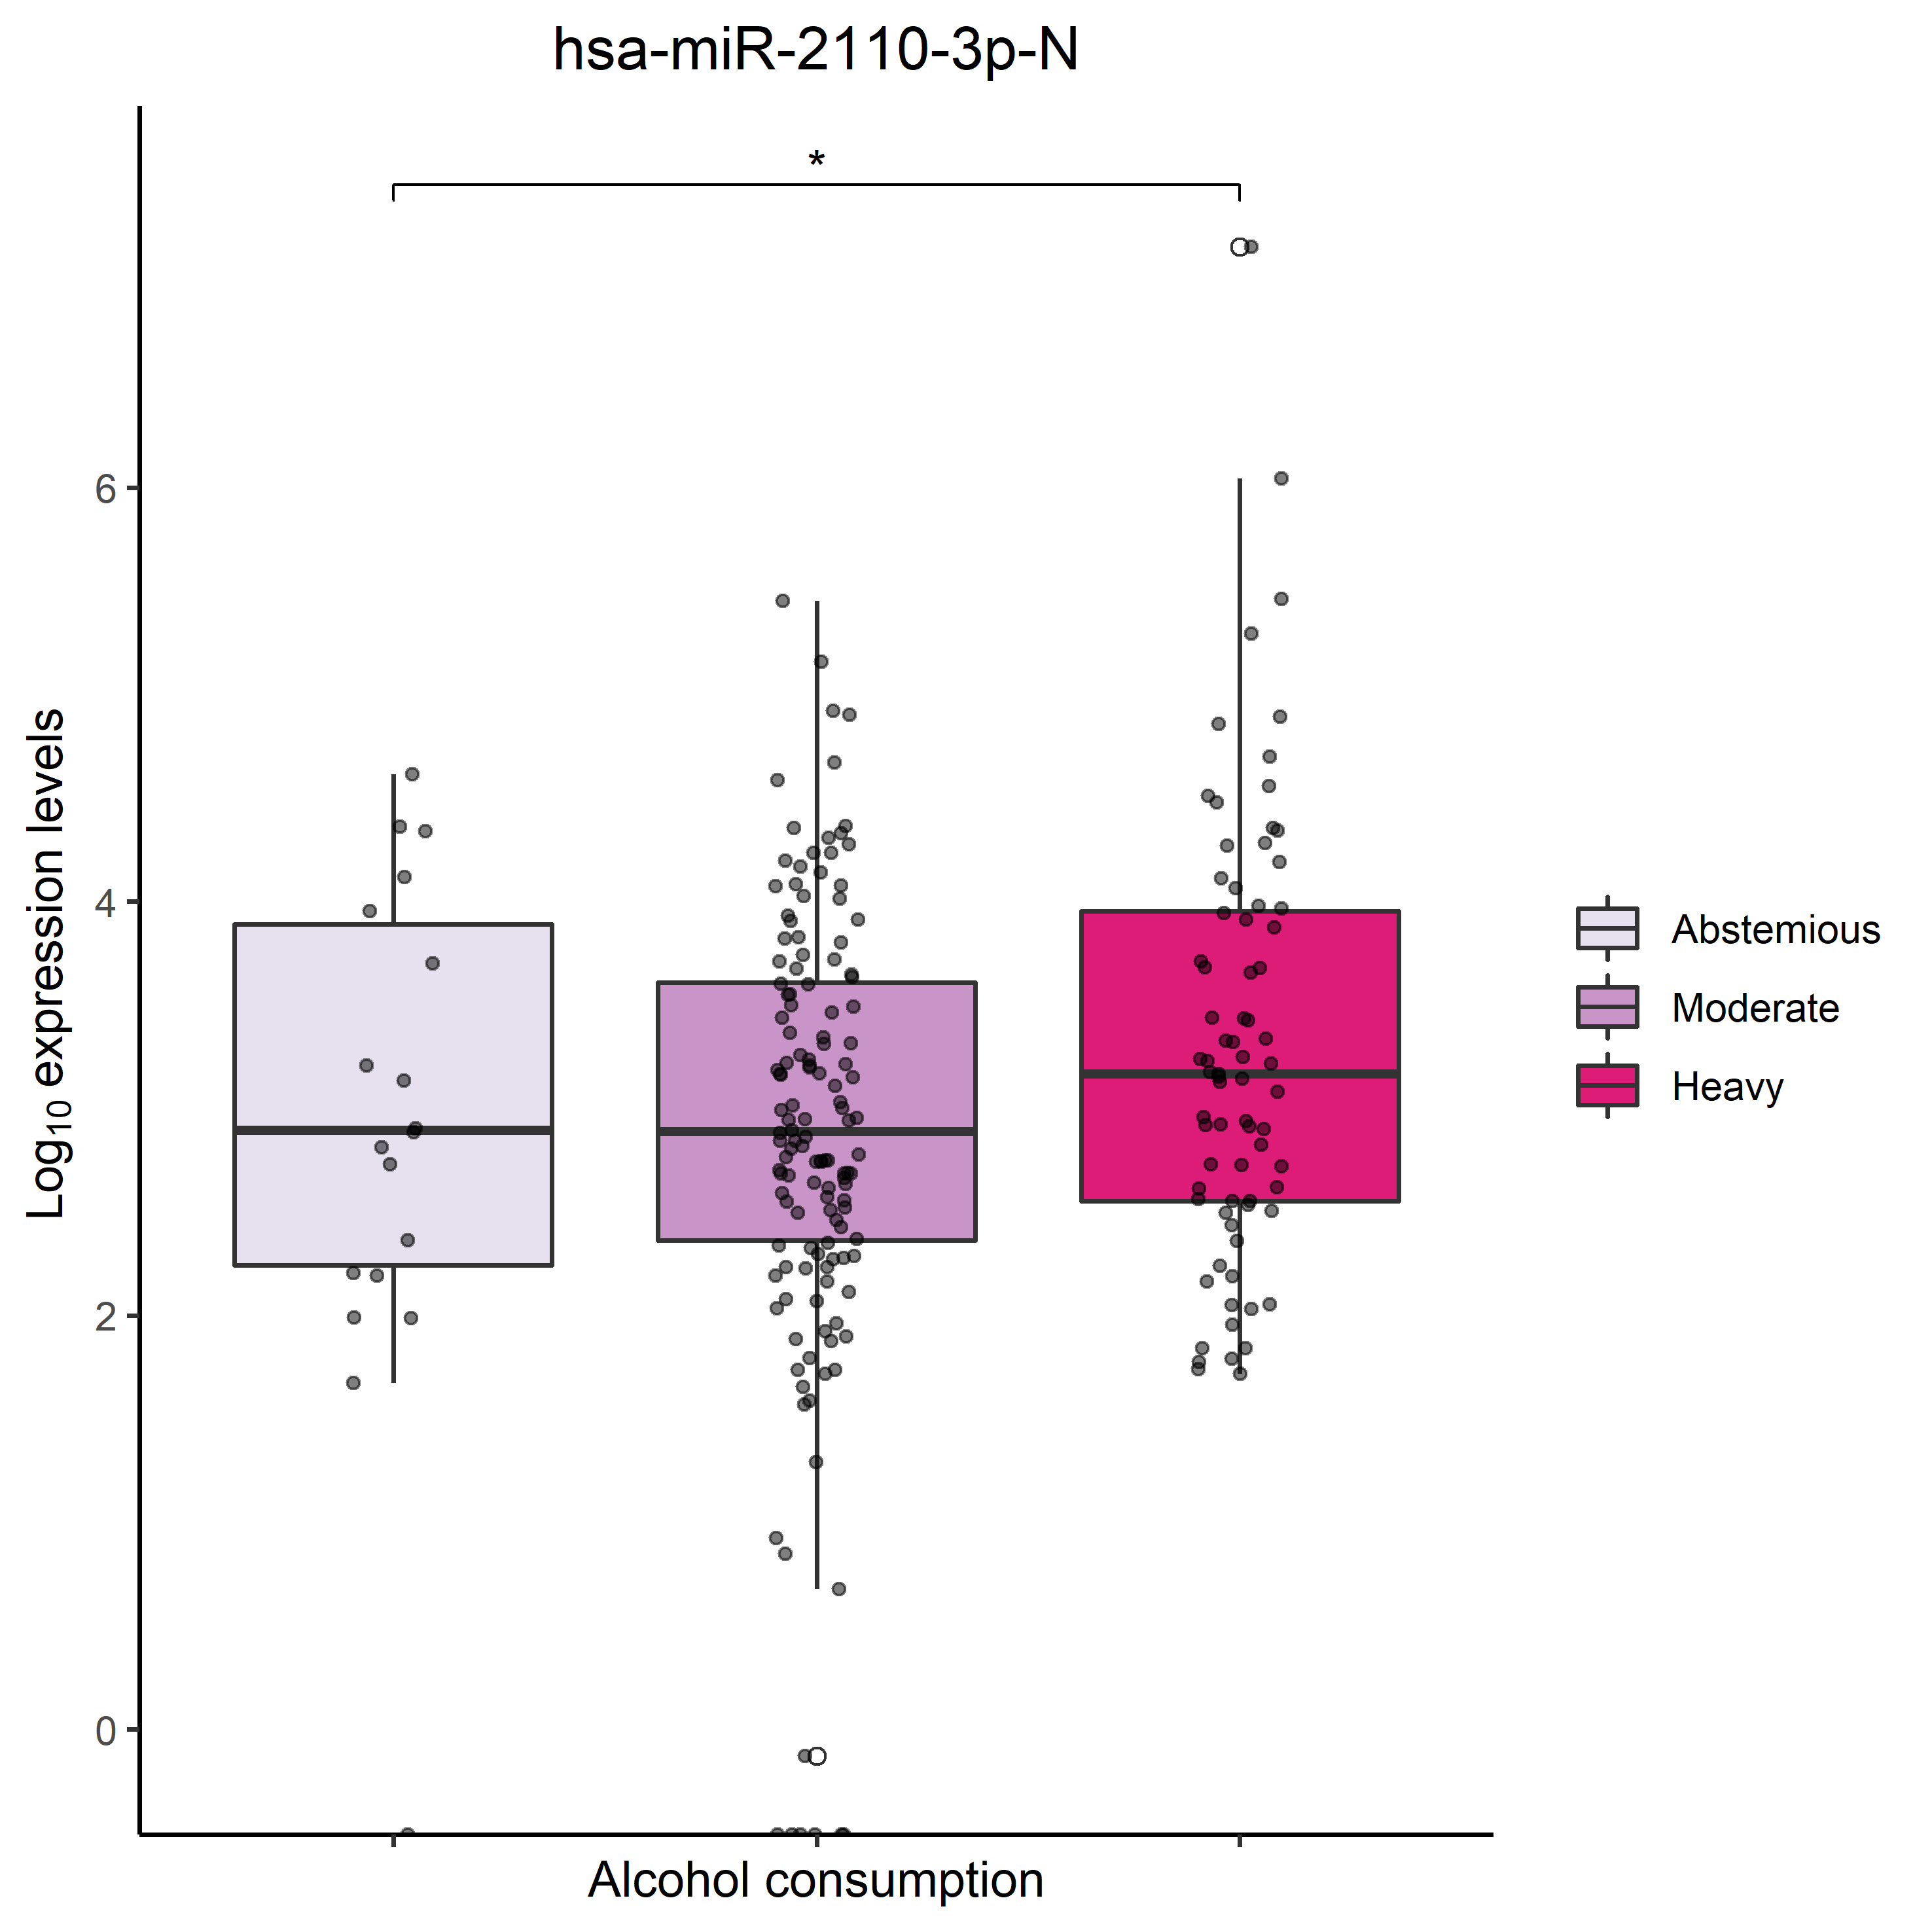 hsa-miR-2110-3p-N
*
6
4
2
0
Log₁₀ expression levels
Alcohol consumption
Abstemious
Moderate
Heavy